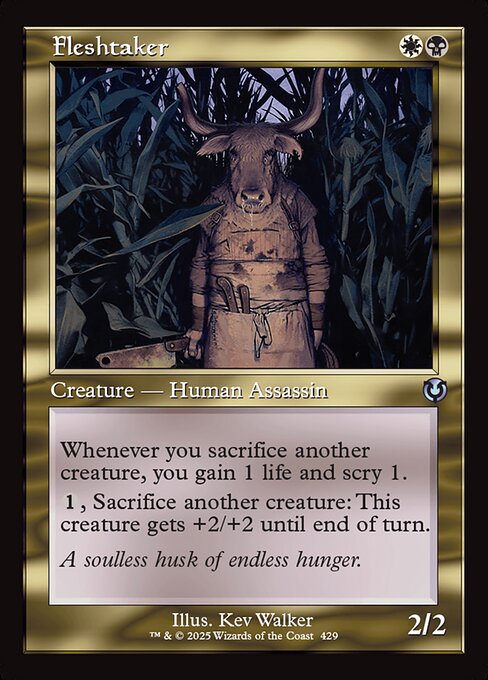 Fleshtaker
Creature — Human Assassin
Whenever you sacrifice another
creature, you gain 1 life and scry 1.
1, Sacrifice another creature: This
creature gets +2/+2 until end of turn.
A soulless husk of endless hunger.
Illus. Kev Walker
™ & © 2025 Wizards of the Coast 429
2/2